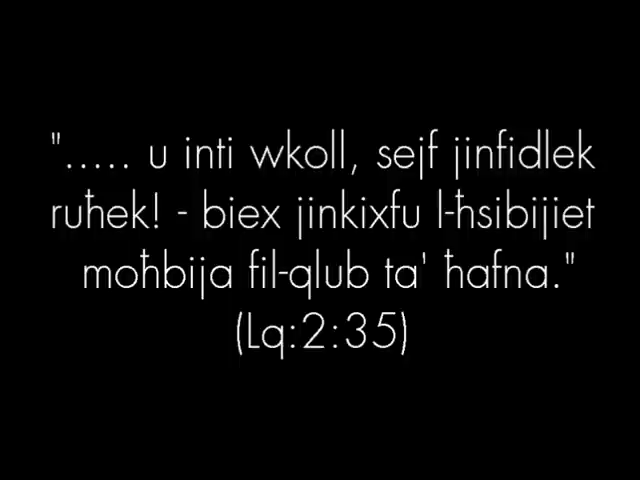 "..... u inti wkoll, sejf jinfidlek
ruħek! - biex jinkixfu l-ħsibijiet
moħbija fil-qlub ta' ħafna."
(Lq:2:35)